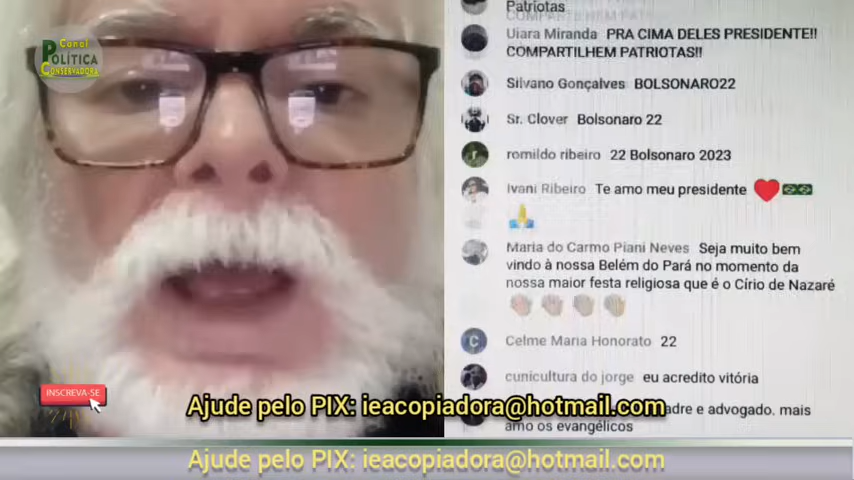 Canal
POLÍTICA
CONSERVADORA
Patriotas
Uiara Miranda PRA CIMA DELES PRESIDENTE!!
COMPARTILHEM PATRIOTAS!!
Silvano Gonçalves BOLSONARO22
Sr. Clover Bolsonaro 22
romildo ribeiro 22 Bolsonaro 2023
Ivani Ribeiro Te amo meu presidente ❤️🇧🇷🇧🇷
🙏
Maria do Carmo Piani Neves Seja muito bem
vindo à nossa Belém do Pará no momento da
nossa maior festa religiosa que é o Círio de Nazaré
👏👏👏👏
C Celme Maria Honorato 22
cunicultura do jorge eu acredito vitória
adre e advogado. mais
amo os evangélicos
INSCREVA-SE
Ajude pelo PIX: ieacopiadora@hotmail.com
Ajude pelo PIX: ieacopiadora@hotmail.com